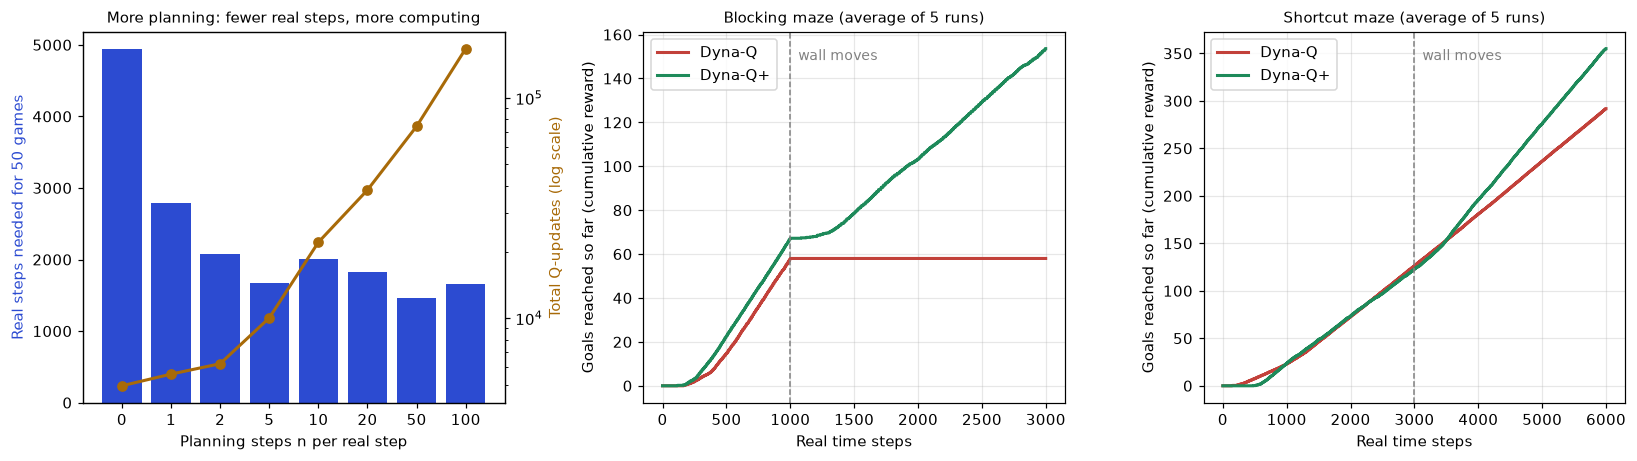 More planning: fewer real steps, more computing
Real steps needed for 50 games
5000
4000
3000
2000
1000
0
0 1 2 5 10 20 50 100
Planning steps n per real step
10⁵
10⁴
Total Q-updates (log scale)
Blocking maze (average of 5 runs)
Goals reached so far (cumulative reward)
160
140
120
100
80
60
40
20
0
Dyna-Q
Dyna-Q+
wall moves
0 500 1000 1500 2000 2500 3000
Real time steps
Shortcut maze (average of 5 runs)
Goals reached so far (cumulative reward)
350
300
250
200
150
100
50
0
Dyna-Q
Dyna-Q+
wall moves
0 1000 2000 3000 4000 5000 6000
Real time steps